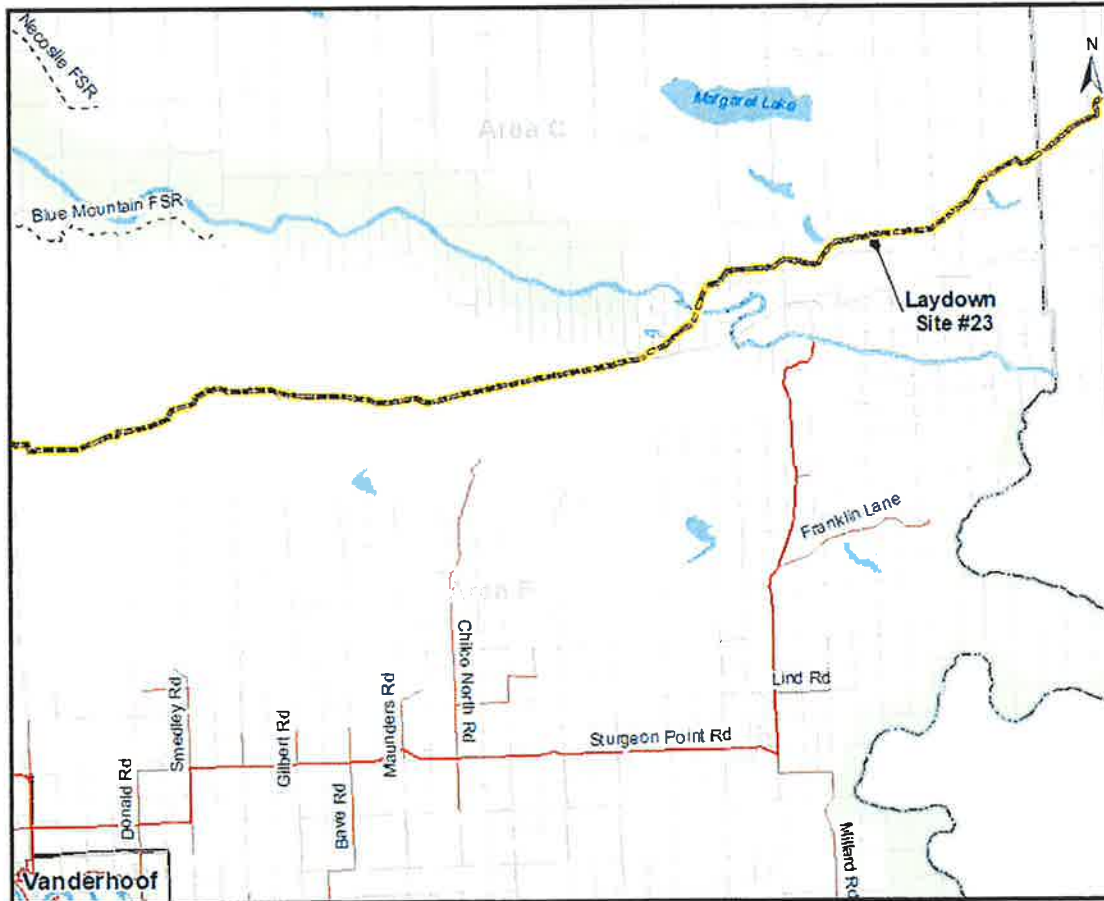 Necoslie FSR
N
Margaret Lake
Area C
Blue Mountain FSR
Laydown
Site #23
Franklin Lane
Area F
Chilco North Rd
Lind Rd
Smedley Rd
Maunders Rd
Gilbert Rd
Sturgeon Point Rd
Donald Rd
Bave Rd
Millard Rd
Vanderhoof